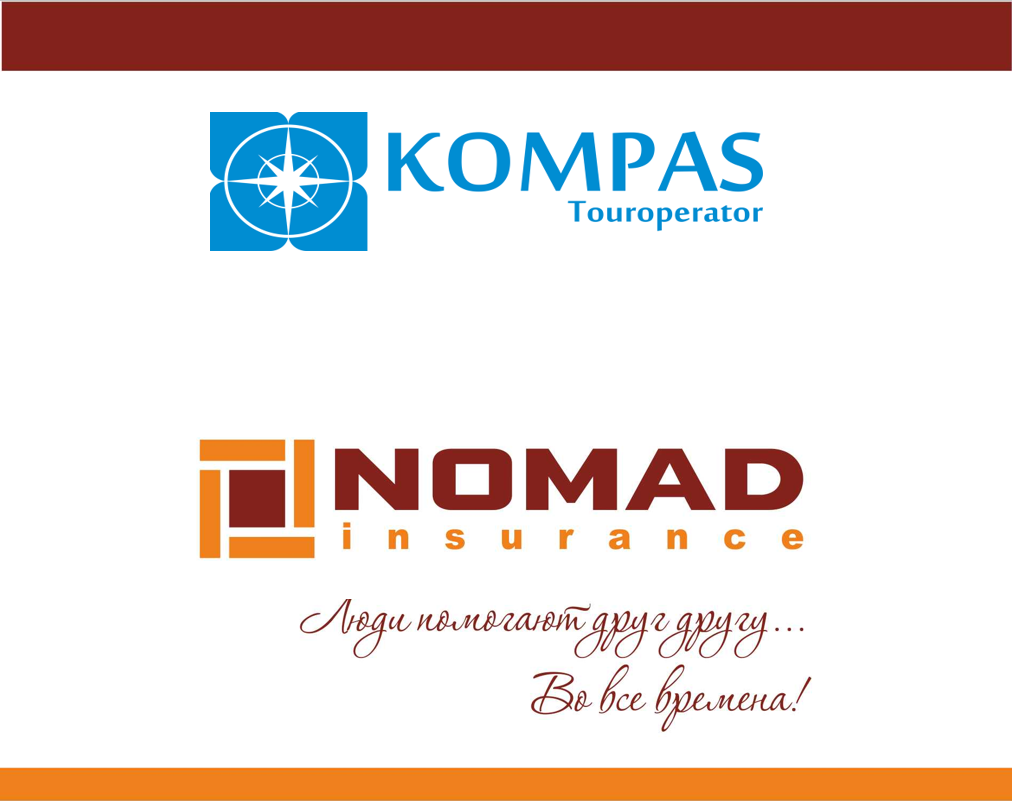 KOMPAS
Touroperator
NOMAD
insurance
Люди помогают друг другу...
Во все времена!